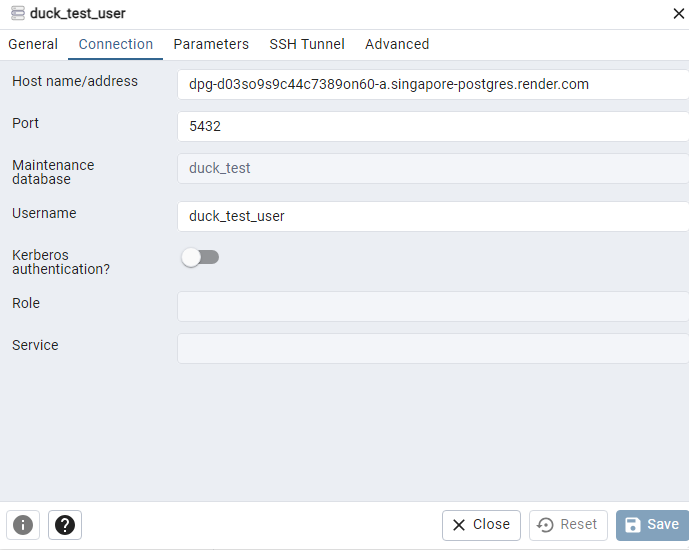 duck_test_user
General Connection Parameters SSH Tunnel Advanced
Host name/address dpg-d03so9s9c44c7389on60-a.singapore-postgres.render.com
Port 5432
Maintenance
database
duck_test
Username duck_test_user
Kerberos
authentication?
Role
Service
Close Reset Save